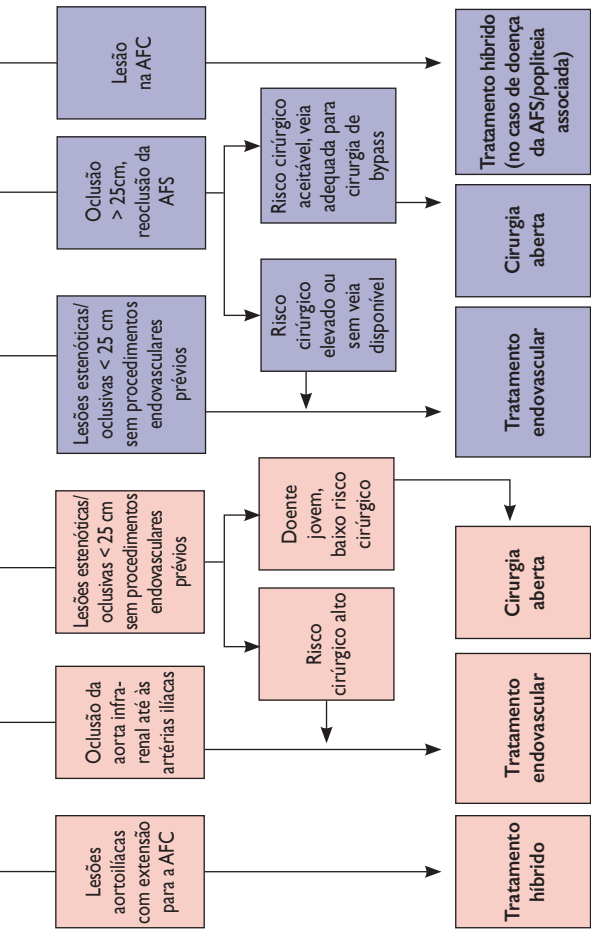 Lesões
aortoilíacas
com extensão
para a AFC
Oclusão da
aorta infra-
renal até às
artérias ilíacas
Lesões estenóticas/
oclusivas < 25 cm
sem procedimentos
endovasculares
prévios
Lesões estenóticas/
oclusivas < 25 cm
sem procedimentos
endovasculares
prévios
Oclusão
> 25cm,
reoclusão da
AFS
Lesão
na AFC
Risco
cirúrgico alto
Doente
jovem,
baixo risco
cirúrgico
Risco
cirúrgico
elevado ou
sem veia
disponível
Risco cirúrgico
aceitável, veia
adequada para
cirurgia de
bypass
Tratamento
híbrido
Tratamento
endovascular
Cirurgia
aberta
Tratamento
endovascular
Cirurgia
aberta
Tratamento híbrido
(no caso de doença
da AFS/popliteia
associada)